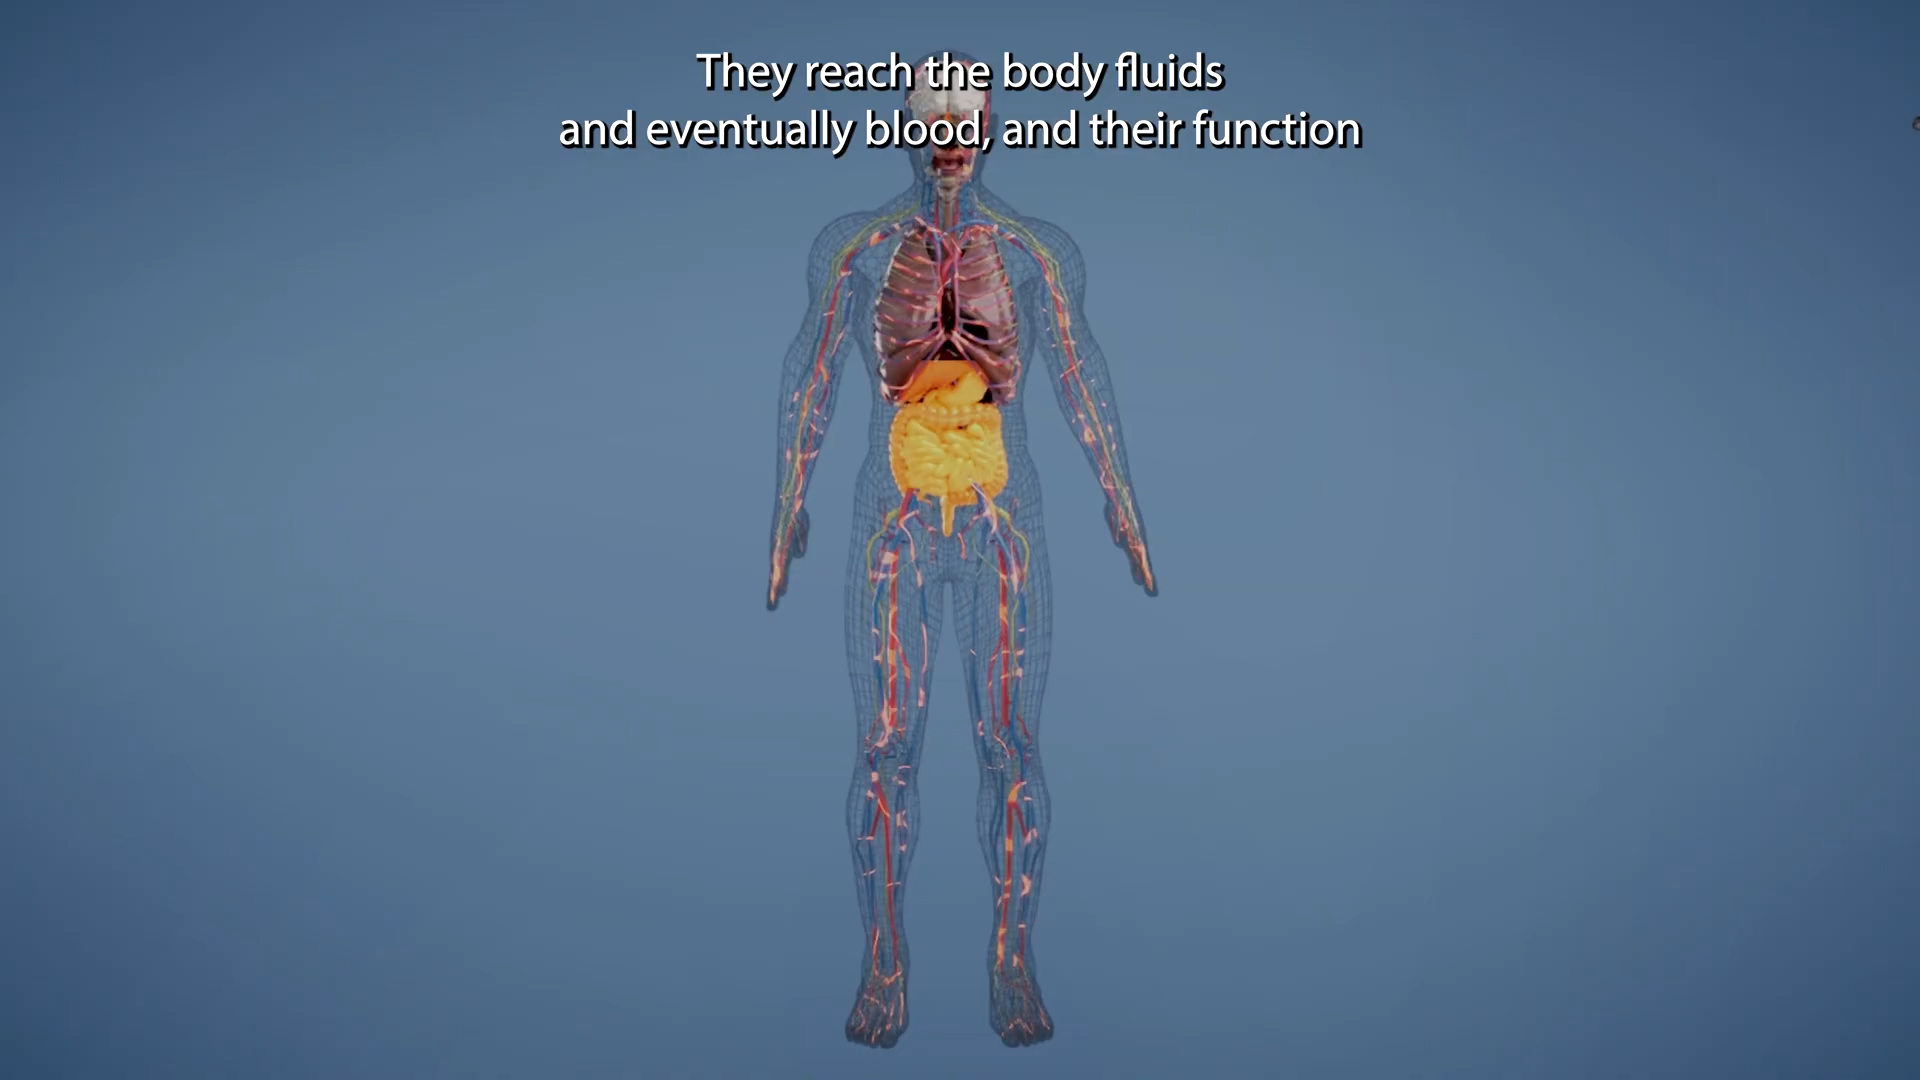 They reach the body fluids
and eventually blood, and their function